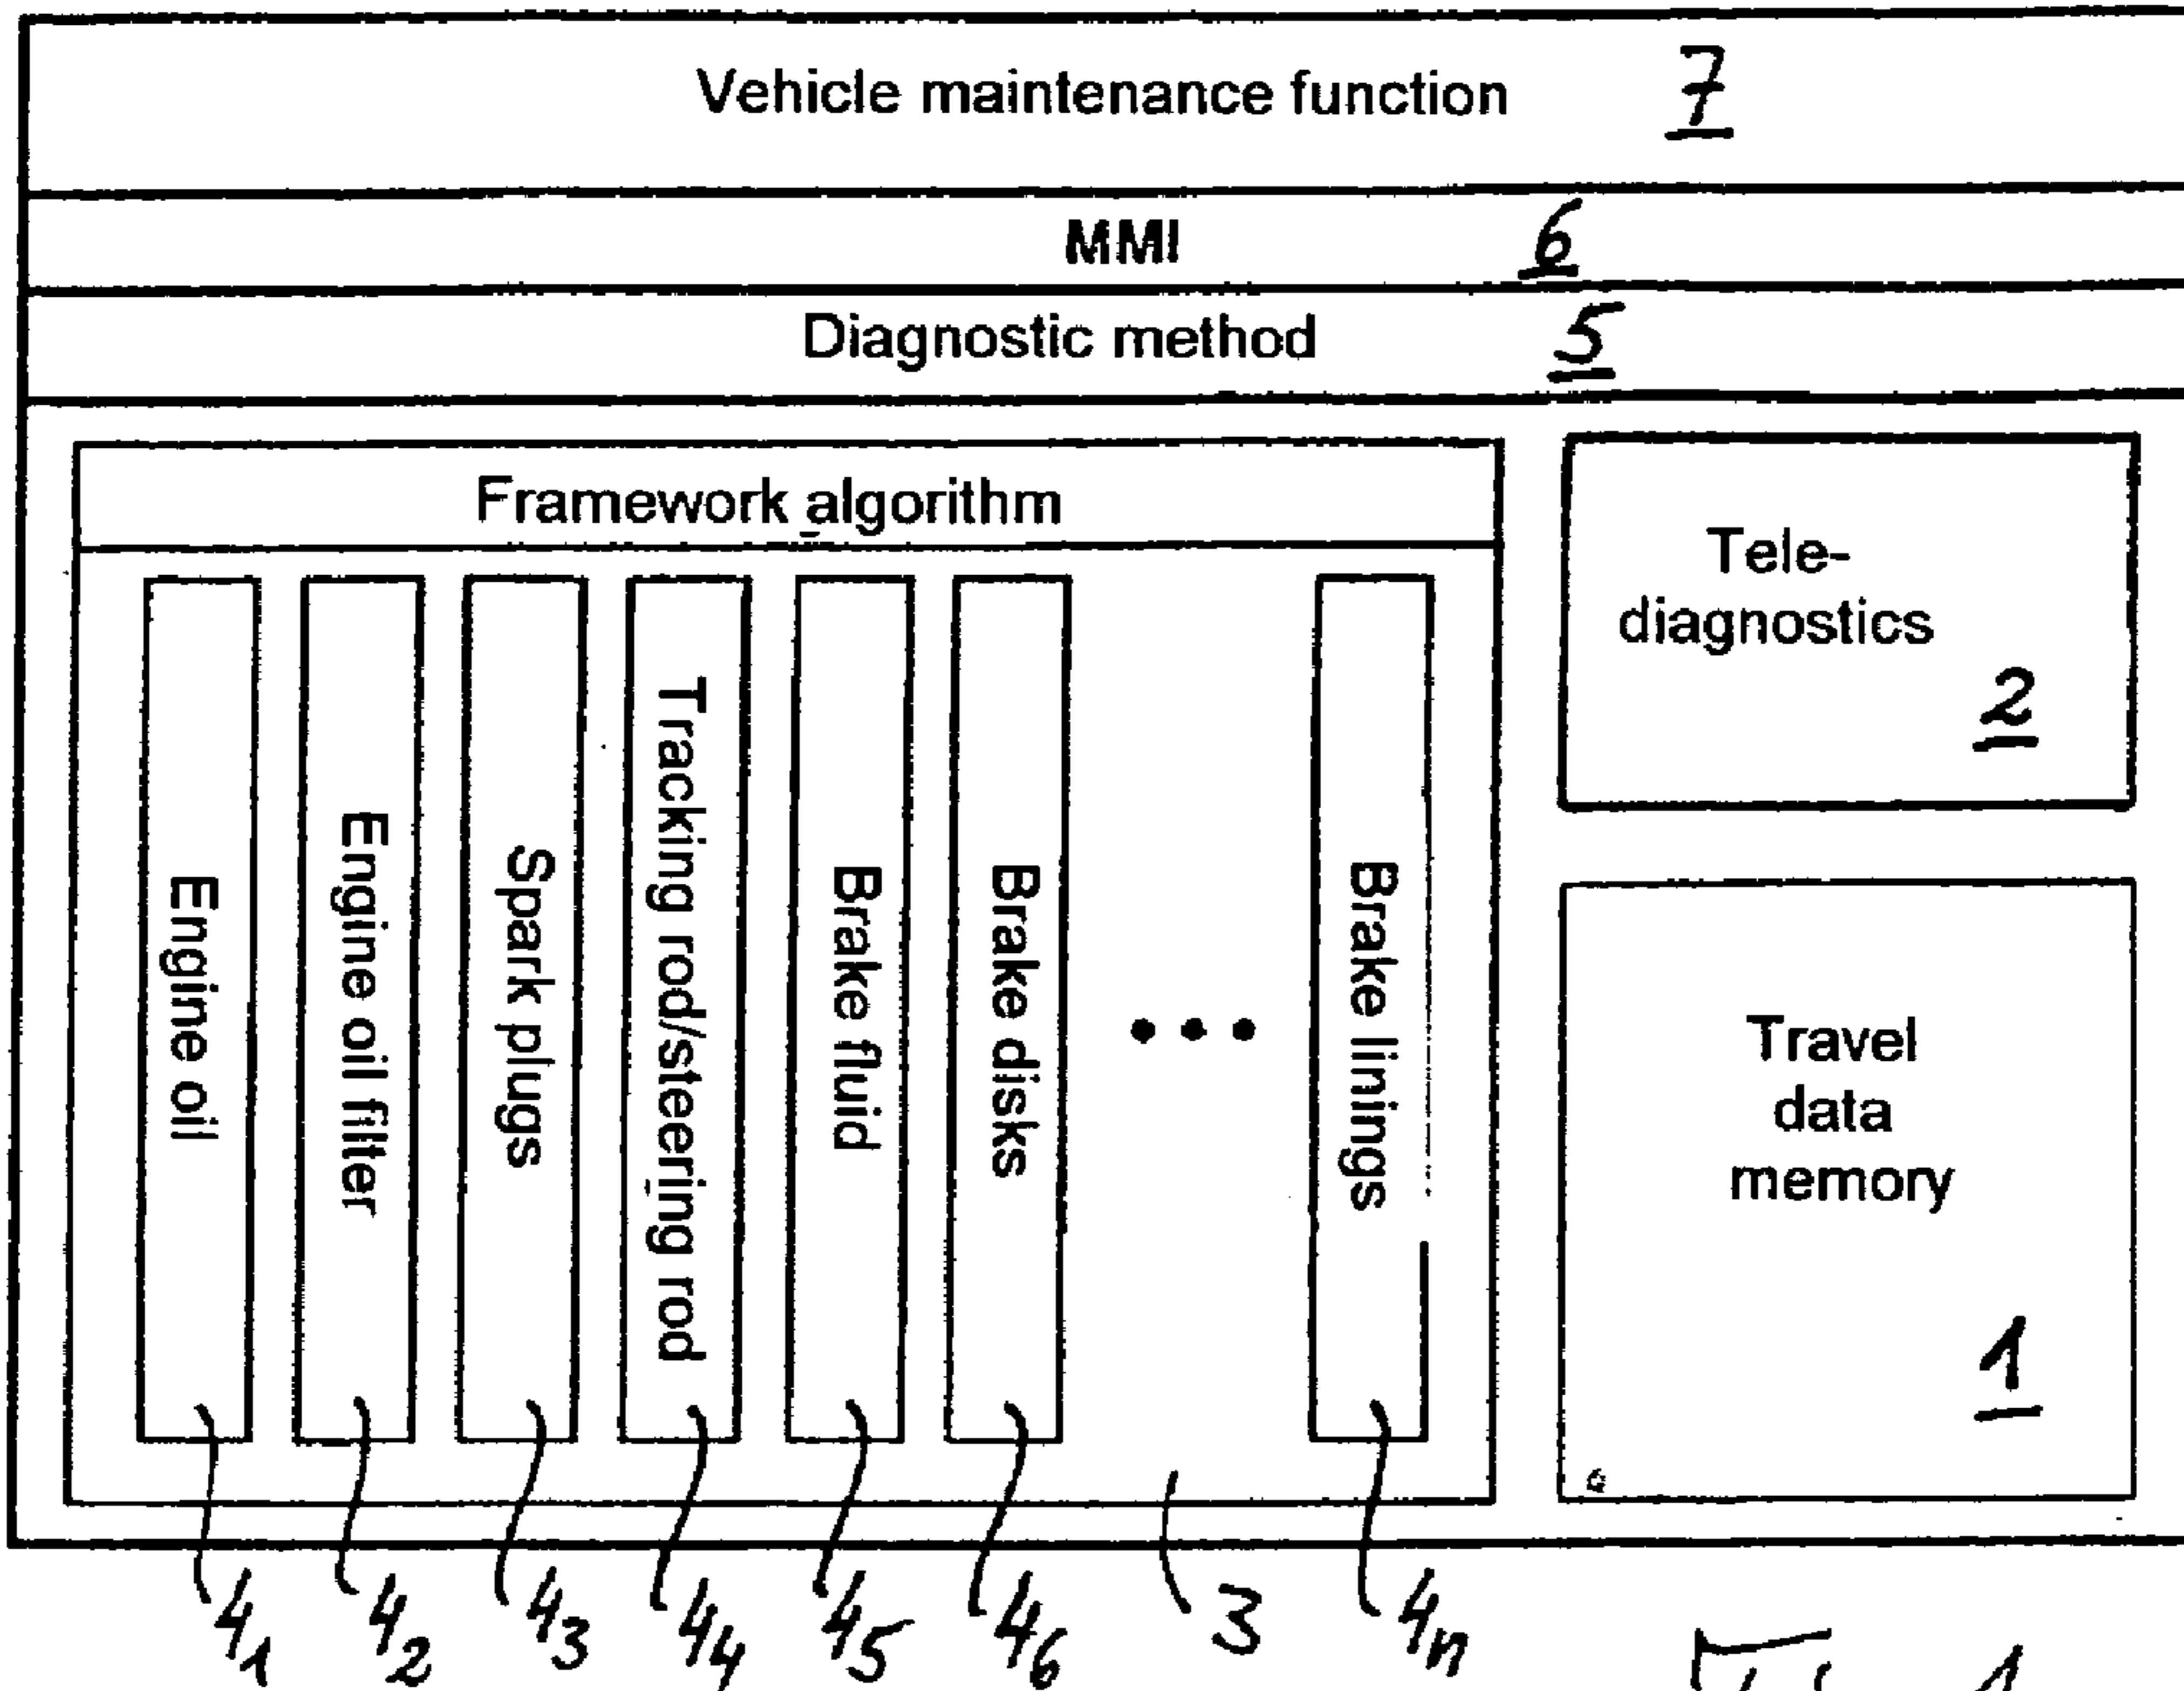 Vehicle maintenance function 7
MMI 6
Diagnostic method 5
Framework algorithm
Engine oil
Engine oil filter
Spark plugs
Tracking rod/steering rod
Brake fluid
Brake disks
•••
Brake linings
Tele-
diagnostics
2
Travel
data
memory
1
4₁ 4₂ 4₃ 4₄ 4₅ 4₆ 3 4ₙ